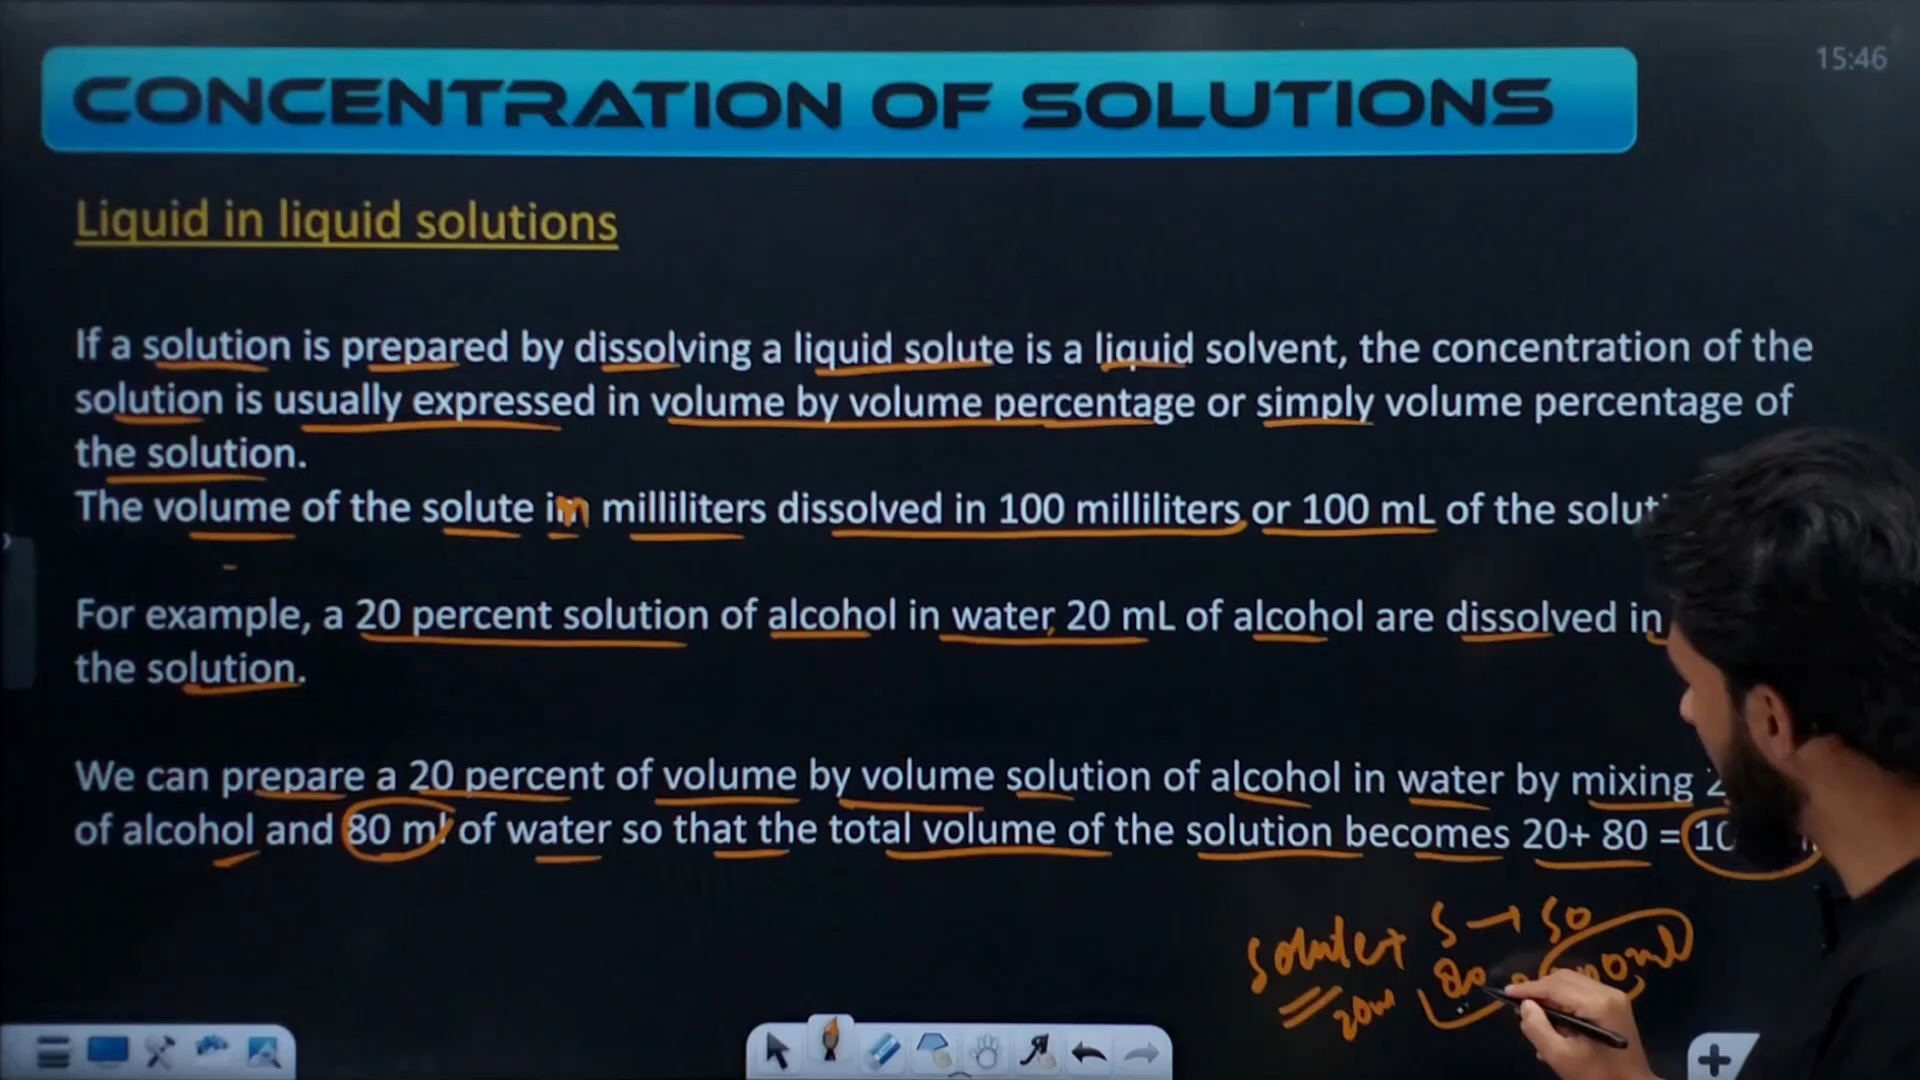 15:46
CONCENTRATION OF SOLUTIONS
Liquid in liquid solutions
If a solution is prepared by dissolving a liquid solute is a liquid solvent, the concentration of the
solution is usually expressed in volume by volume percentage or simply volume percentage of
the solution.
The volume of the solute in milliliters dissolved in 100 milliliters or 100 mL of the
For example, a 20 percent solution of alcohol in water, 20 mL of alcohol are dissolved in
the solution.
We can prepare a 20 percent of volume by volume solution of alcohol in water by mixing
of alcohol and 80 ml of water so that the total volume of the solution becomes 20+ 80 =
solute + S → so
20ml 80